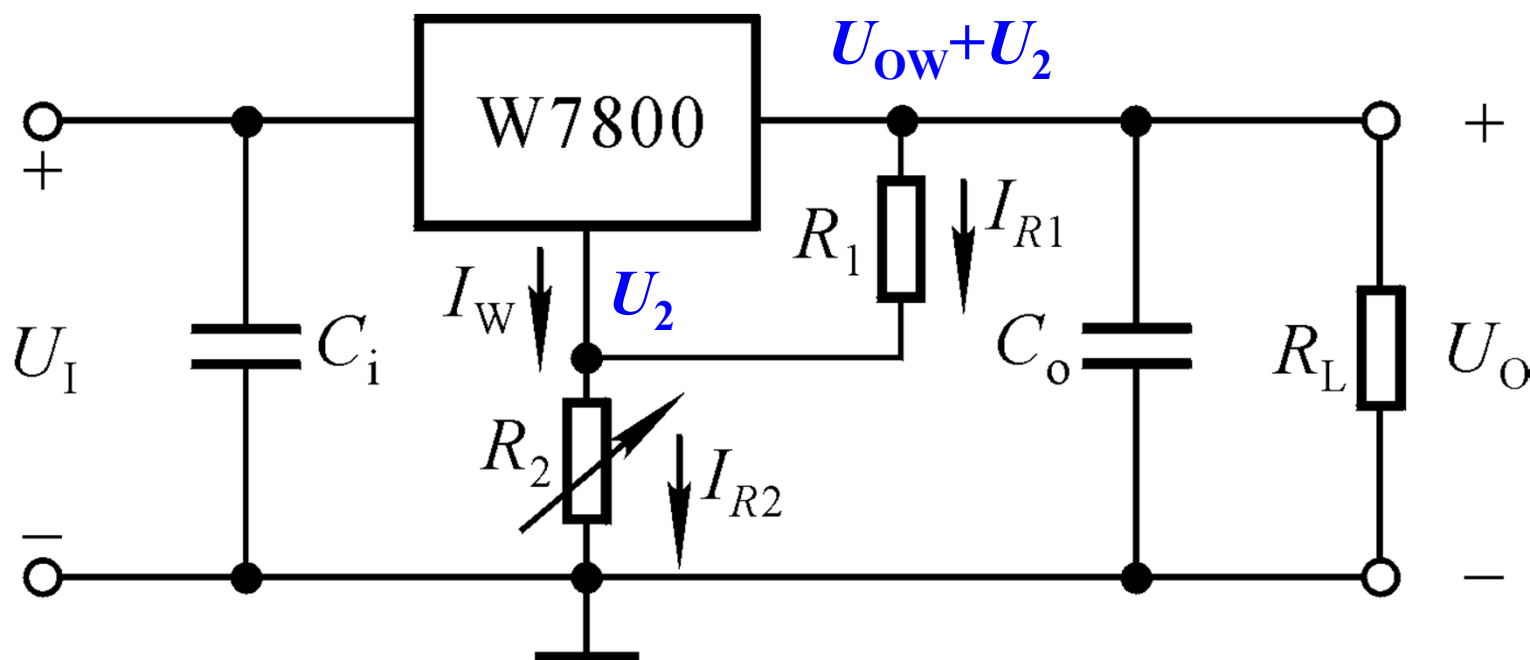 U_OW+U_2
W7800
+
+
R_1
I_R1
I_W
U_2
U_I
C_i
C_o
R_L
U_O
R_2
I_R2
−
−